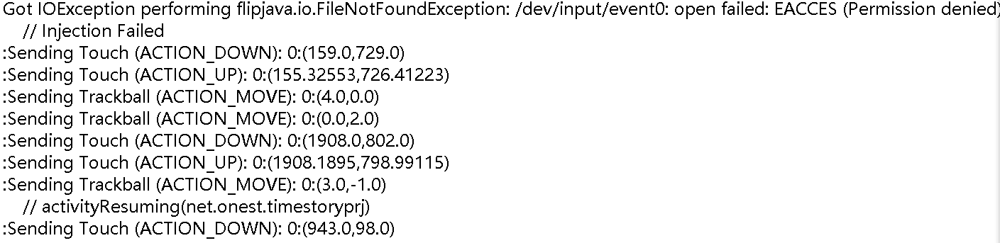 Got IOException performing flipjava.io.FileNotFoundException: /dev/input/event0: open failed: EACCES (Permission denied)
// Injection Failed
:Sending Touch (ACTION_DOWN): 0:(159.0,729.0)
:Sending Touch (ACTION_UP): 0:(155.32553,726.41223)
:Sending Trackball (ACTION_MOVE): 0:(4.0,0.0)
:Sending Trackball (ACTION_MOVE): 0:(0.0,2.0)
:Sending Touch (ACTION_DOWN): 0:(1908.0,802.0)
:Sending Touch (ACTION_UP): 0:(1908.1895,798.99115)
:Sending Trackball (ACTION_MOVE): 0:(3.0,-1.0)
// activityResuming(net.onest.timestoryprj)
:Sending Touch (ACTION_DOWN): 0:(943.0,98.0)